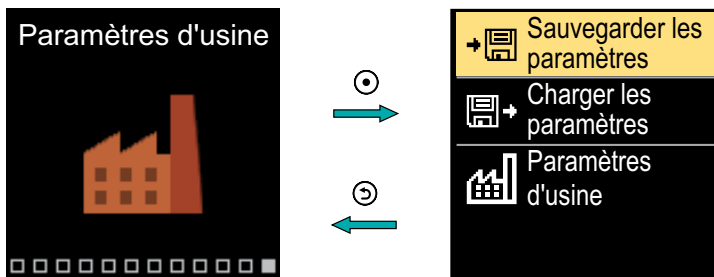 Paramètres d'usine
Sauvegarder les
paramètres
Charger les
paramètres
Paramètres
d'usine